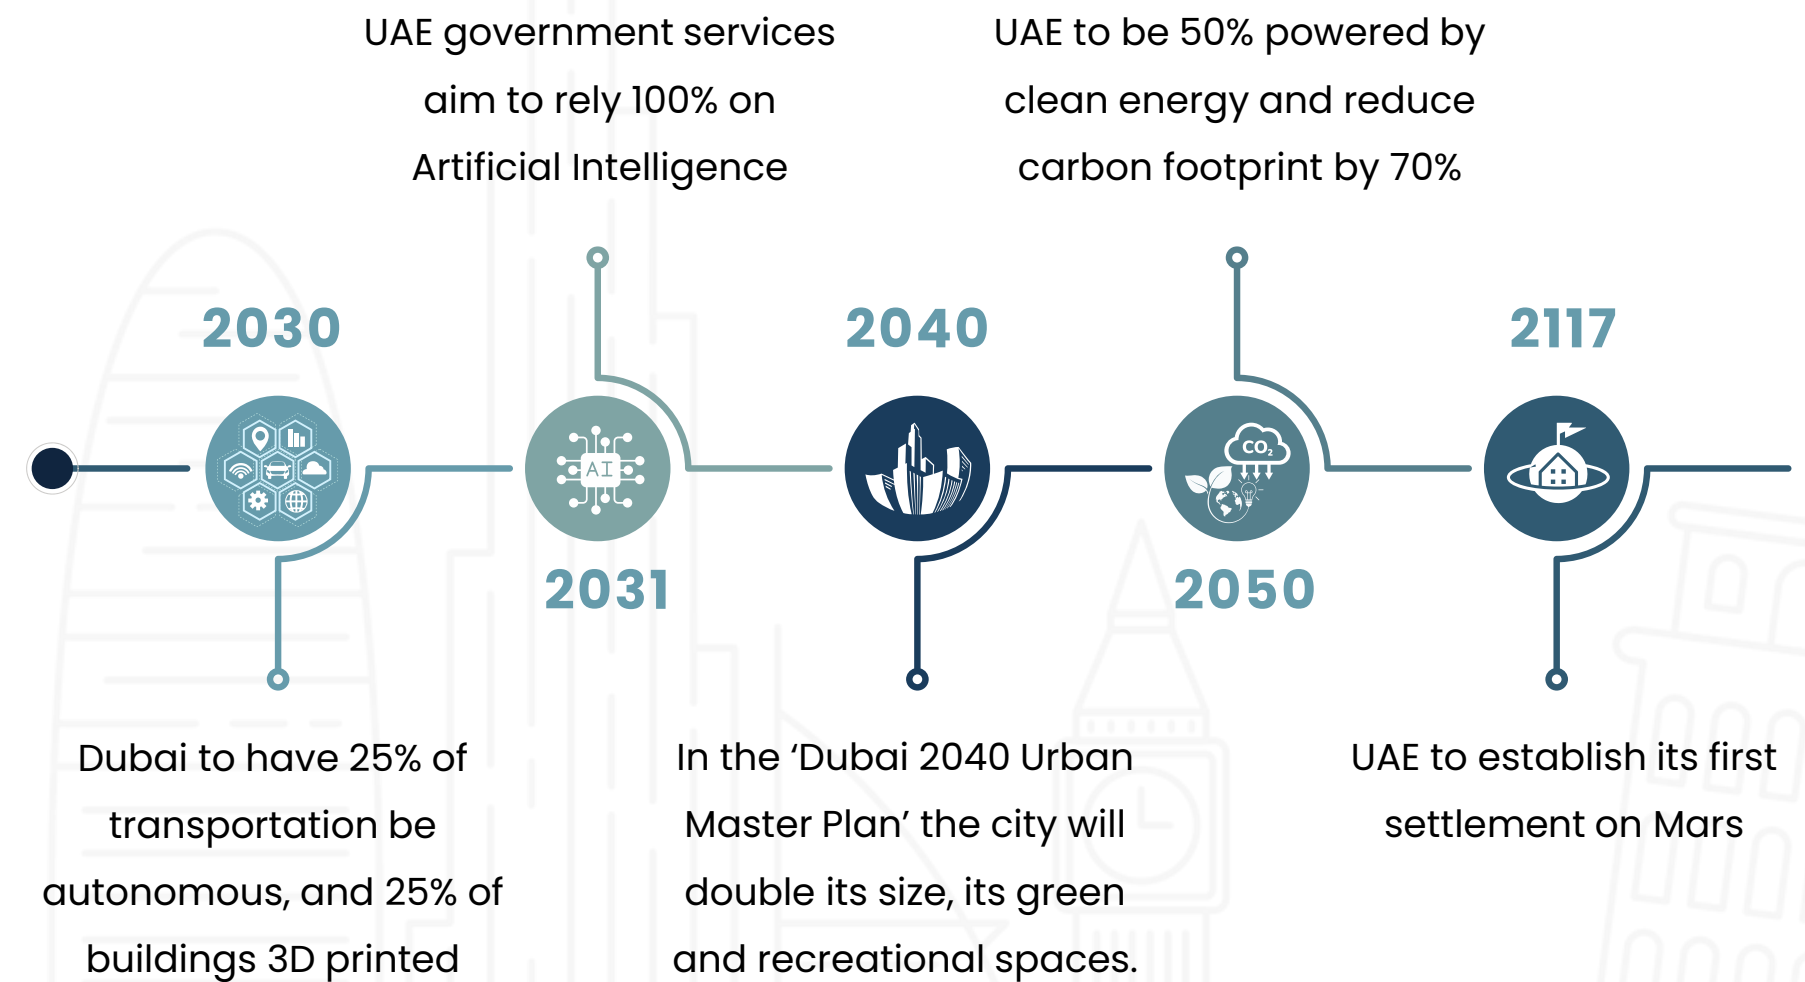 UAE government services
aim to rely 100% on
Artificial Intelligence
UAE to be 50% powered by
clean energy and reduce
carbon footprint by 70%
2030
2040
2117
AI
CO₂
2031
2050
Dubai to have 25% of
transportation be
autonomous, and 25% of
buildings 3D printed
In the ‘Dubai 2040 Urban
Master Plan’ the city will
double its size, its green
and recreational spaces.
UAE to establish its first
settlement on Mars